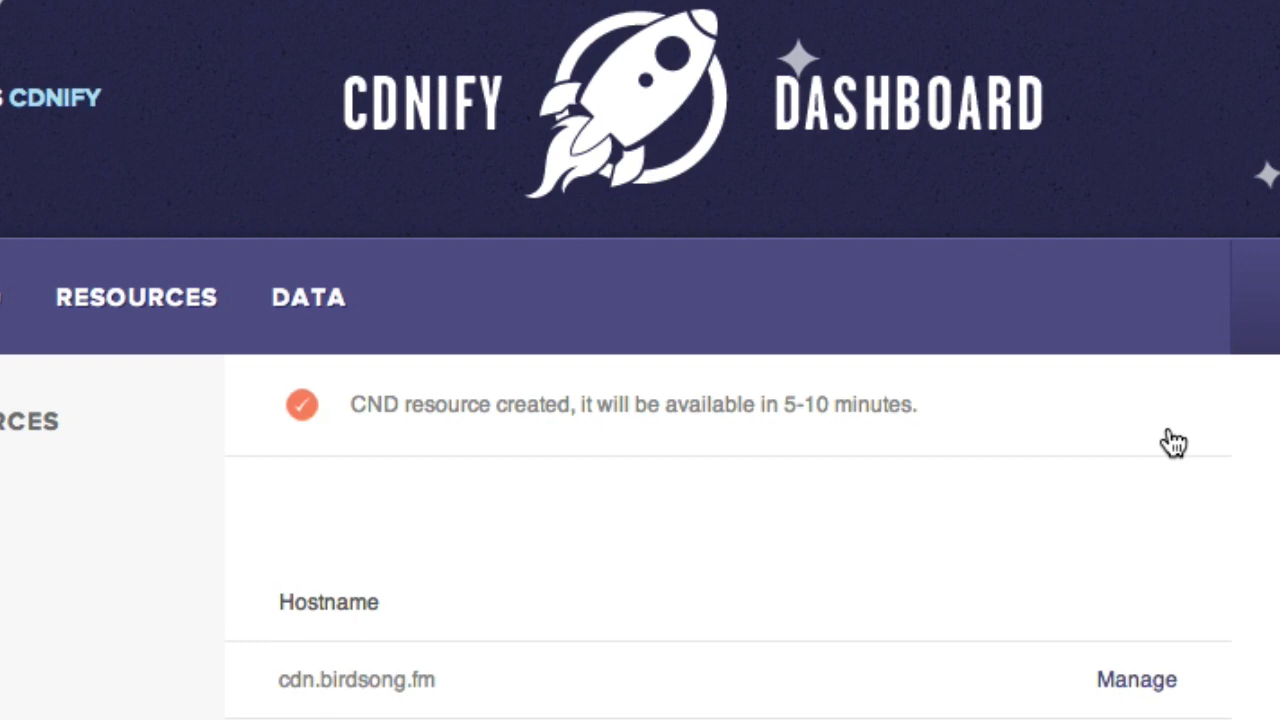 CDNIFY DASHBOARD
CDNIFY
RESOURCES DATA
CND resource created, it will be available in 5-10 minutes.
RCES
Hostname
cdn.birdsong.fm Manage